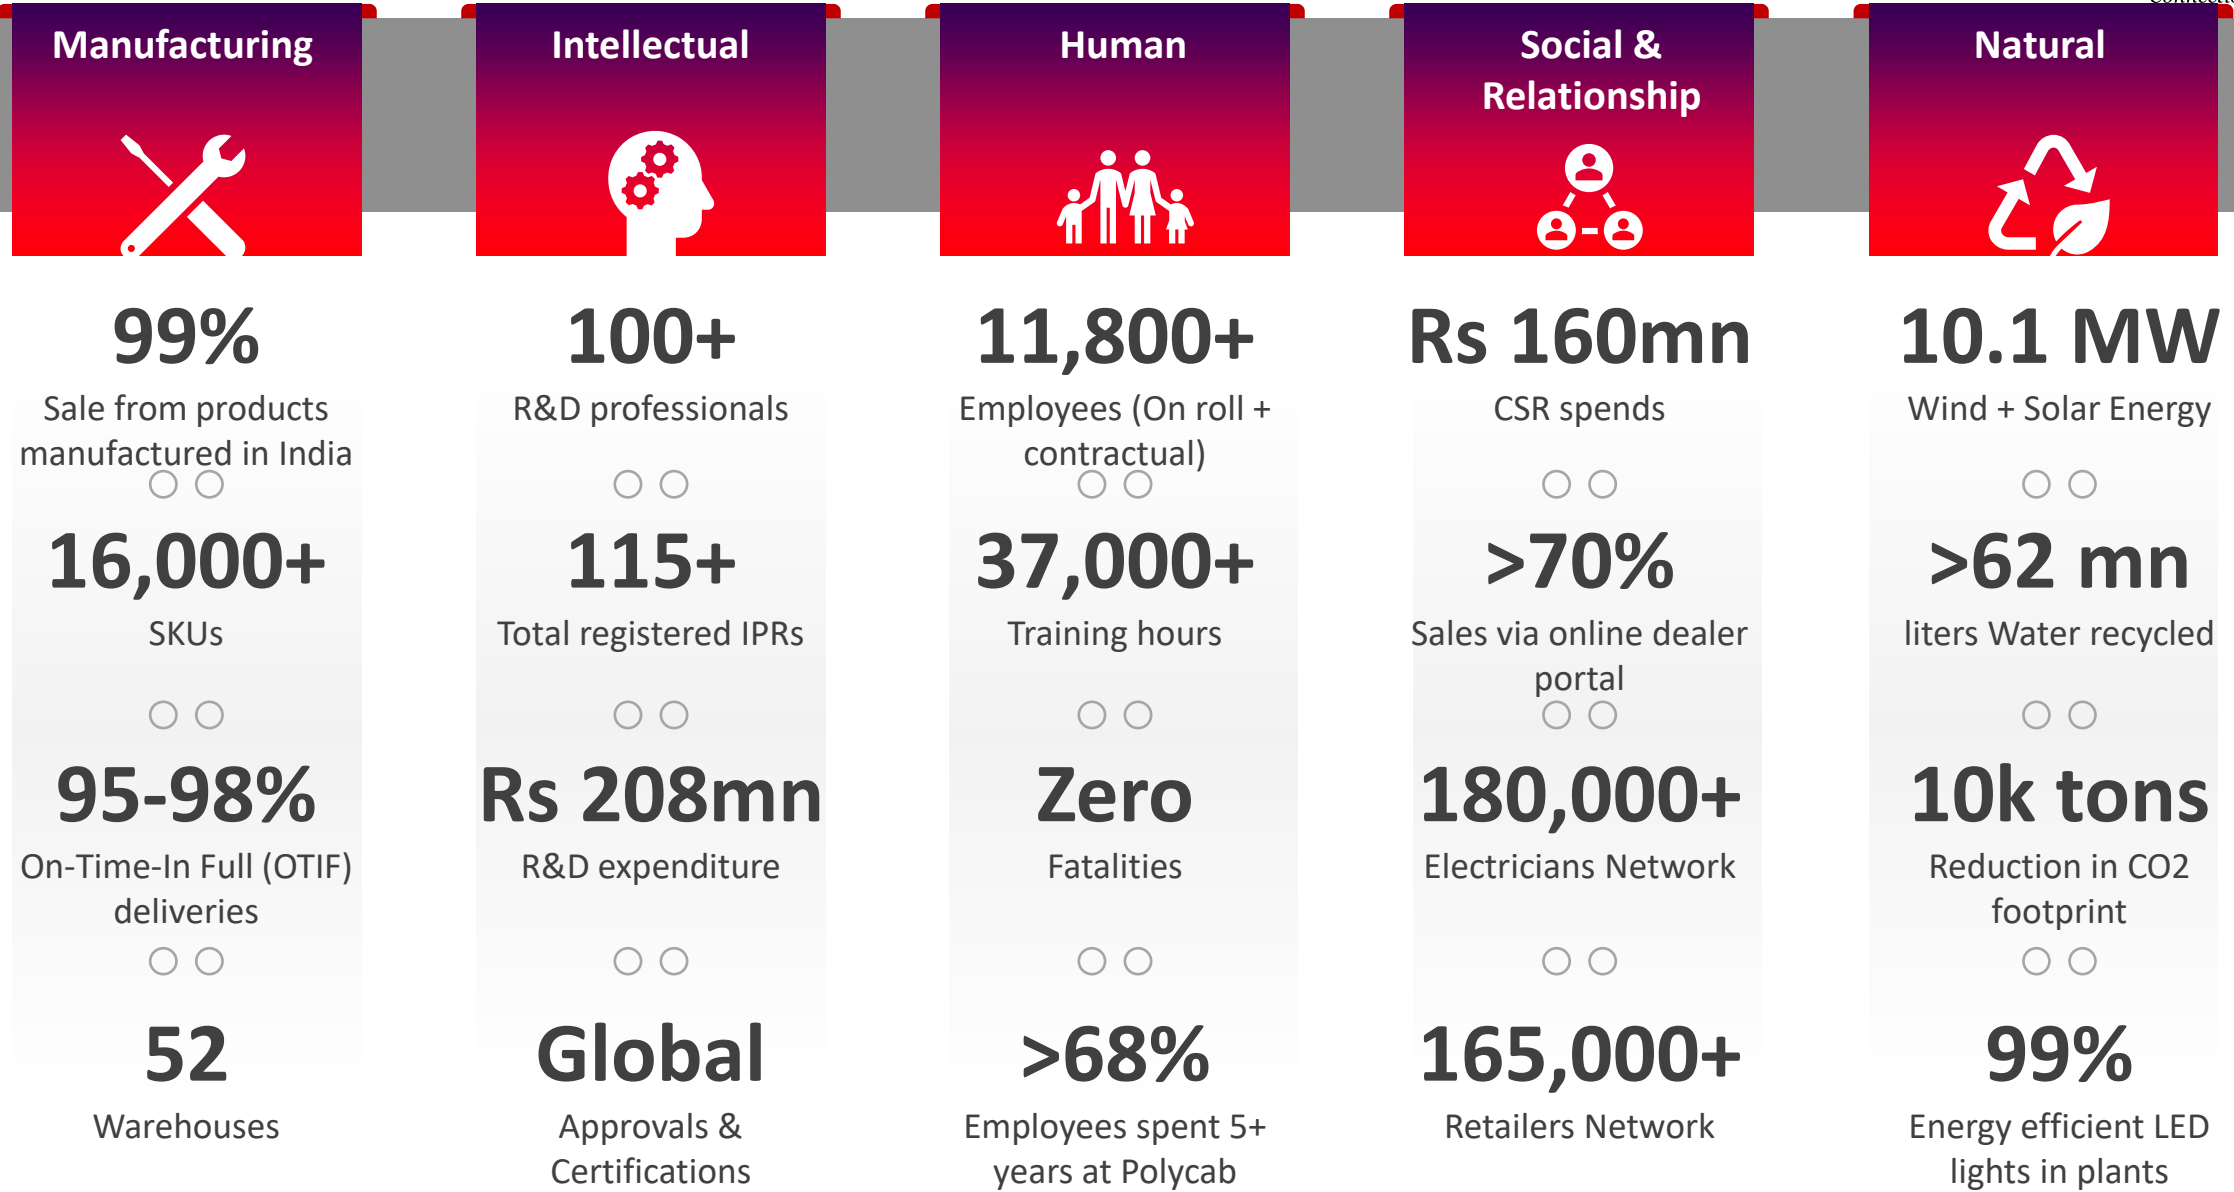 Manufacturing
99%
Sale from products
manufactured in India
16,000+
SKUs
95-98%
On-Time-In Full (OTIF)
deliveries
52
Warehouses
Intellectual
100+
R&D professionals
115+
Total registered IPRs
Rs 208mn
R&D expenditure
Global
Approvals &
Certifications
Human
11,800+
Employees (On roll +
contractual)
37,000+
Training hours
Zero
Fatalities
>68%
Employees spent 5+
years at Polycab
Social &
Relationship
Rs 160mn
CSR spends
>70%
Sales via online dealer
portal
180,000+
Electricians Network
165,000+
Retailers Network
Natural
10.1 MW
Wind + Solar Energy
>62 mn
liters Water recycled
10k tons
Reduction in CO2
footprint
99%
Energy efficient LED
lights in plants